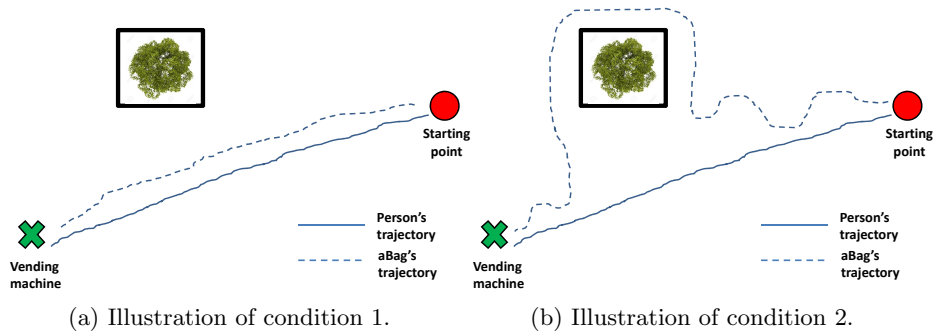 Starting
point
Person's
trajectory
aBag's
trajectory
Vending
machine
(a) Illustration of condition 1.
Starting
point
Person's
trajectory
aBag's
trajectory
Vending
machine
(b) Illustration of condition 2.